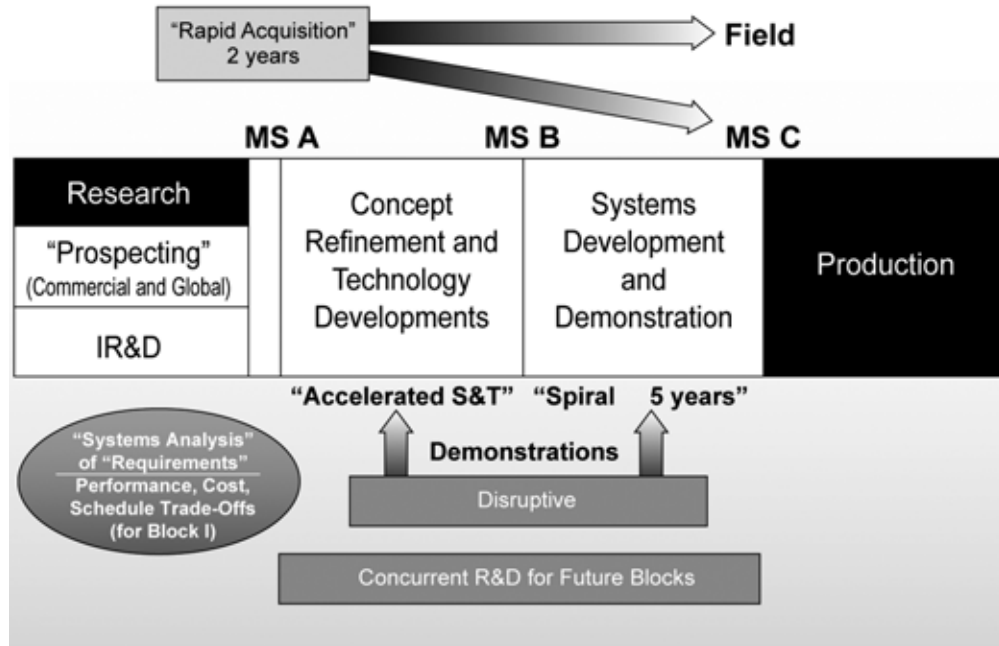 “Rapid Acquisition”
2 years
Field
MS A
MS B
MS C
Research
“Prospecting”
(Commercial and Global)
IR&D
Concept
Refinement and
Technology
Developments
Systems
Development
and
Demonstration
Production
“Accelerated S&T”
“Spiral 5 years”
“Systems Analysis”
of “Requirements”
Performance, Cost,
Schedule Trade-Offs
(for Block I)
Demonstrations
Disruptive
Concurrent R&D for Future Blocks